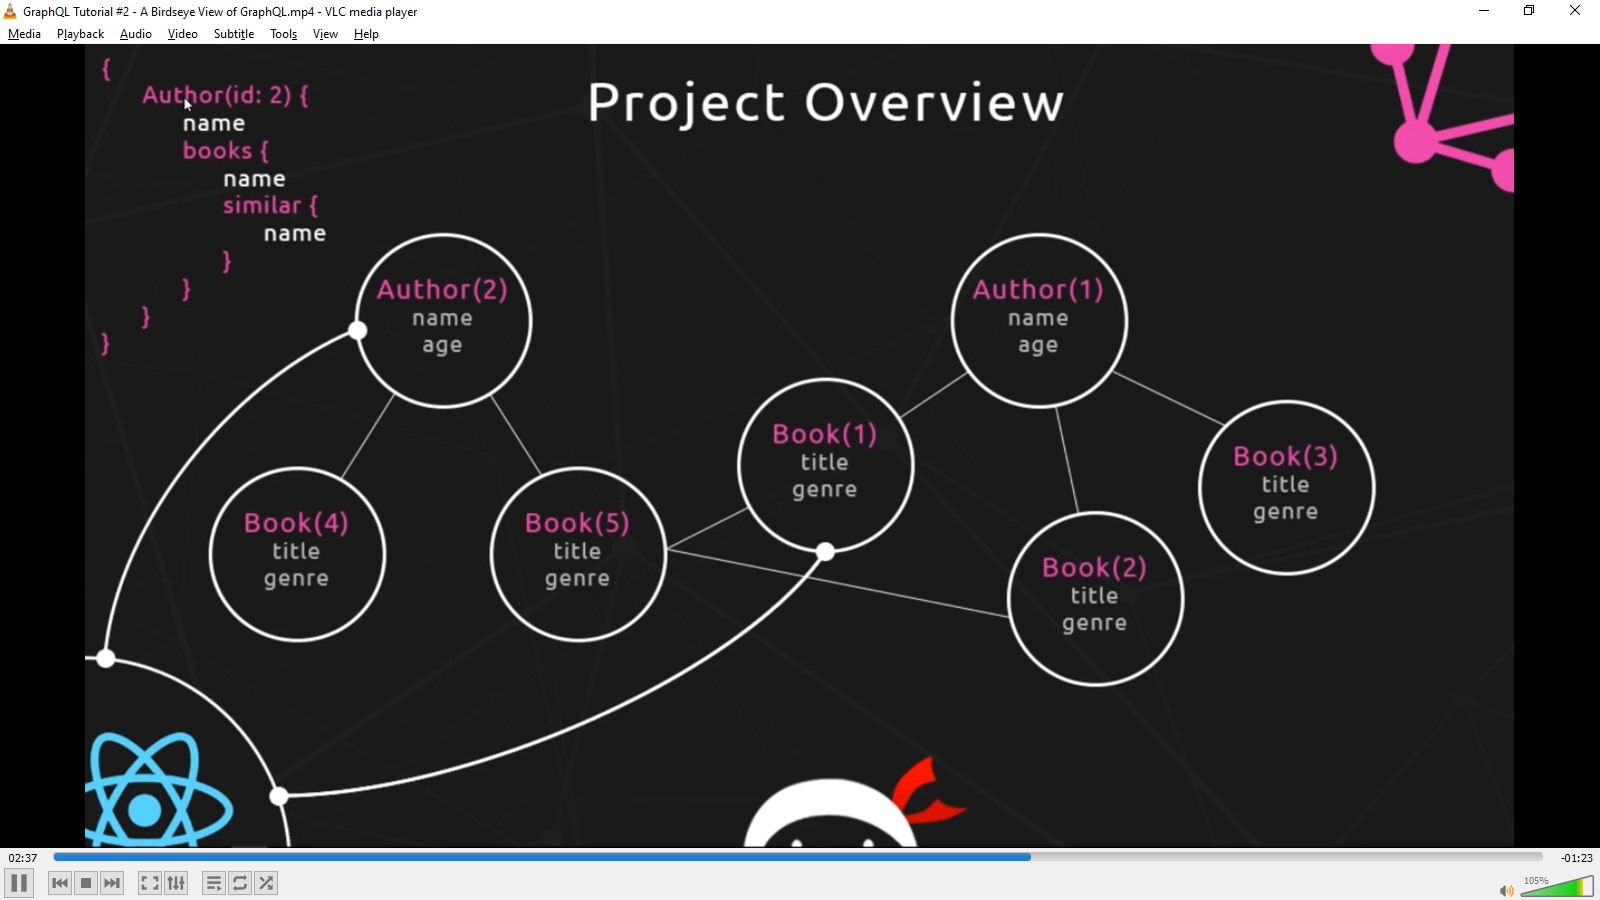 GraphQL Tutorial #2 - A Birdseye View of GraphQL.mp4 - VLC media player
Media Playback Audio Video Subtitle Tools View Help
{
Author(id: 2) {
name
books {
name
similar {
name
}
}
}
}
Project Overview
Author(2)
name
age
Author(1)
name
age
Book(1)
title
genre
Book(3)
title
genre
Book(4)
title
genre
Book(5)
title
genre
Book(2)
title
genre
02:37
-01:23
105%